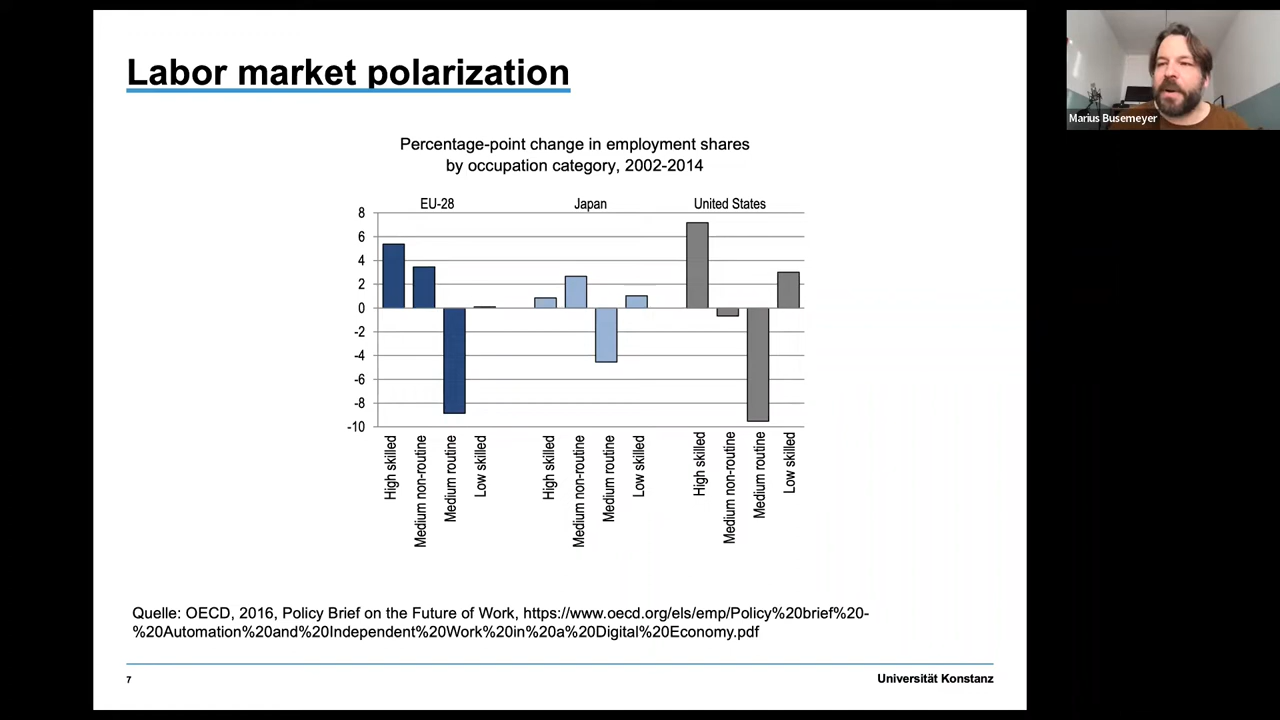 Labor market polarization
Marius Busemeyer
Percentage-point change in employment shares
by occupation category, 2002-2014
EU-28
Japan
United States
8
6
4
2
0
-2
-4
-6
-8
-10
High skilled
Medium non-routine
Medium routine
Low skilled
High skilled
Medium non-routine
Medium routine
Low skilled
High skilled
Medium non-routine
Medium routine
Low skilled
Quelle: OECD, 2016, Policy Brief on the Future of Work, https://www.oecd.org/els/emp/Policy%20brief%20-
%20Automation%20and%20Independent%20Work%20in%20a%20Digital%20Economy.pdf
7
Universität Konstanz